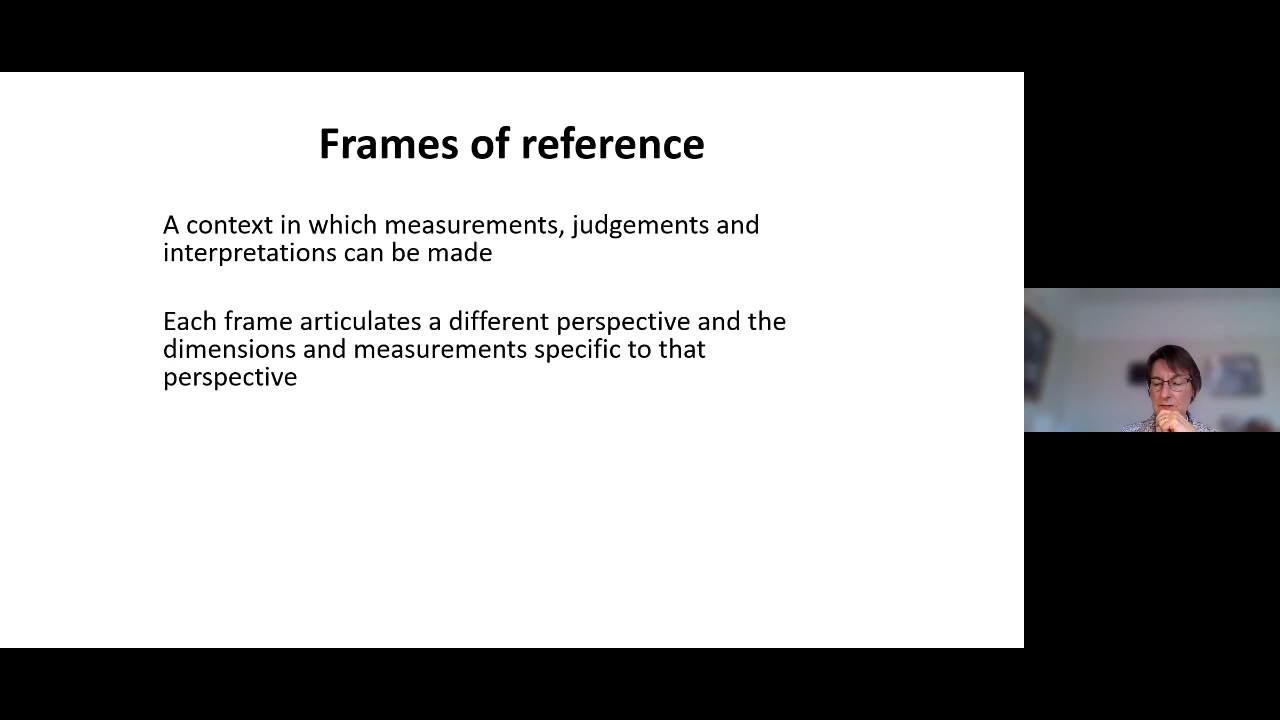 Frames of reference
A context in which measurements, judgements and
interpretations can be made
Each frame articulates a different perspective and the
dimensions and measurements specific to that
perspective